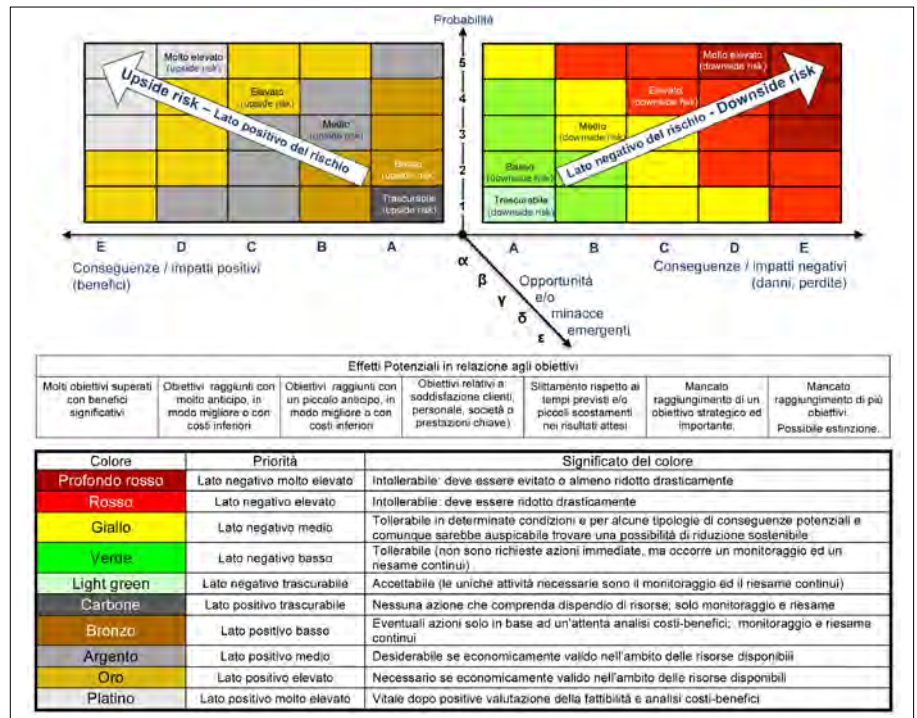 Probabilità
Molto elevato
(upside risk)
Elevato
(upside risk)
Medio
(upside risk)
Basso
(upside risk)
Trascurabile
(upside risk)
Upside risk – Lato positivo del rischio
5
4
3
2
1
Molto elevato
(downside risk)
Elevato
(downside risk)
Medio
(downside risk)
Basso
(downside risk)
Trascurabile
(downside risk)
Lato negativo del rischio - Downside risk
E D C B A
A B C D E
Conseguenze / impatti positivi
(benefici)
Conseguenze / impatti negativi
(danni, perdite)
α
β
γ
δ
ε
Opportunità
e/o
minacce
emergenti
Effetti Potenziali in relazione agli obiettivi
Molti obiettivi superati
con benefici
significativi
Obiettivi raggiunti con
molto anticipo, in
modo migliore o con
costi inferiori
Obiettivi raggiunti con
un piccolo anticipo, in
modo migliore o con
costi inferiori
Obiettivi relativi a:
soddisfazione clienti,
personale, società o
prestazioni chiave)
Slittamento rispetto ai
tempi previsti e/o
piccoli scostamenti
nei risultati attesi
Mancato
raggiungimento di un
obiettivo strategico ed
importante.
Mancato
raggiungimento di più
obiettivi.
Possibile estinzione.
Colore Priorità Significato del colore
Profondo rosso Lato negativo molto elevato Intollerabile: deve essere evitato o almeno ridotto drasticamente
Rosso Lato negativo elevato Intollerabile: deve essere ridotto drasticamente
Giallo Lato negativo medio Tollerabile in determinate condizioni e per alcune tipologie di conseguenze potenziali e
comunque sarebbe auspicabile trovare una possibilità di riduzione sostenibile
Verde Lato negativo basso Tollerabile (non sono richieste azioni immediate, ma occorre un monitoraggio ed un
riesame continui)
Light green Lato negativo trascurabile Accettabile (le uniche attività necessarie sono il monitoraggio ed il riesame continui)
Carbone Lato positivo trascurabile Nessuna azione che comprenda dispendio di risorse; solo monitoraggio e riesame
Bronzo Lato positivo basso Eventuali azioni solo in base ad un'attenta analisi costi-benefici; monitoraggio e riesame
continui
Argento Lato positivo medio Desiderabile se economicamente valido nell'ambito delle risorse disponibili
Oro Lato positivo elevato Necessario se economicamente valido nell'ambito delle risorse disponibili
Platino Lato positivo molto elevato Vitale dopo positive valutazione della fattibilità e analisi costi-benefici